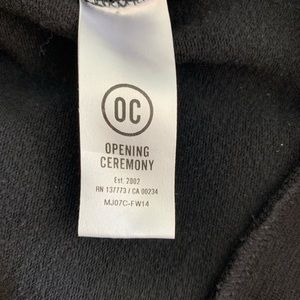 OC
OPENING
CEREMONY
Est. 2002
RN 137773 / CA 00234
MJ07C-FW14